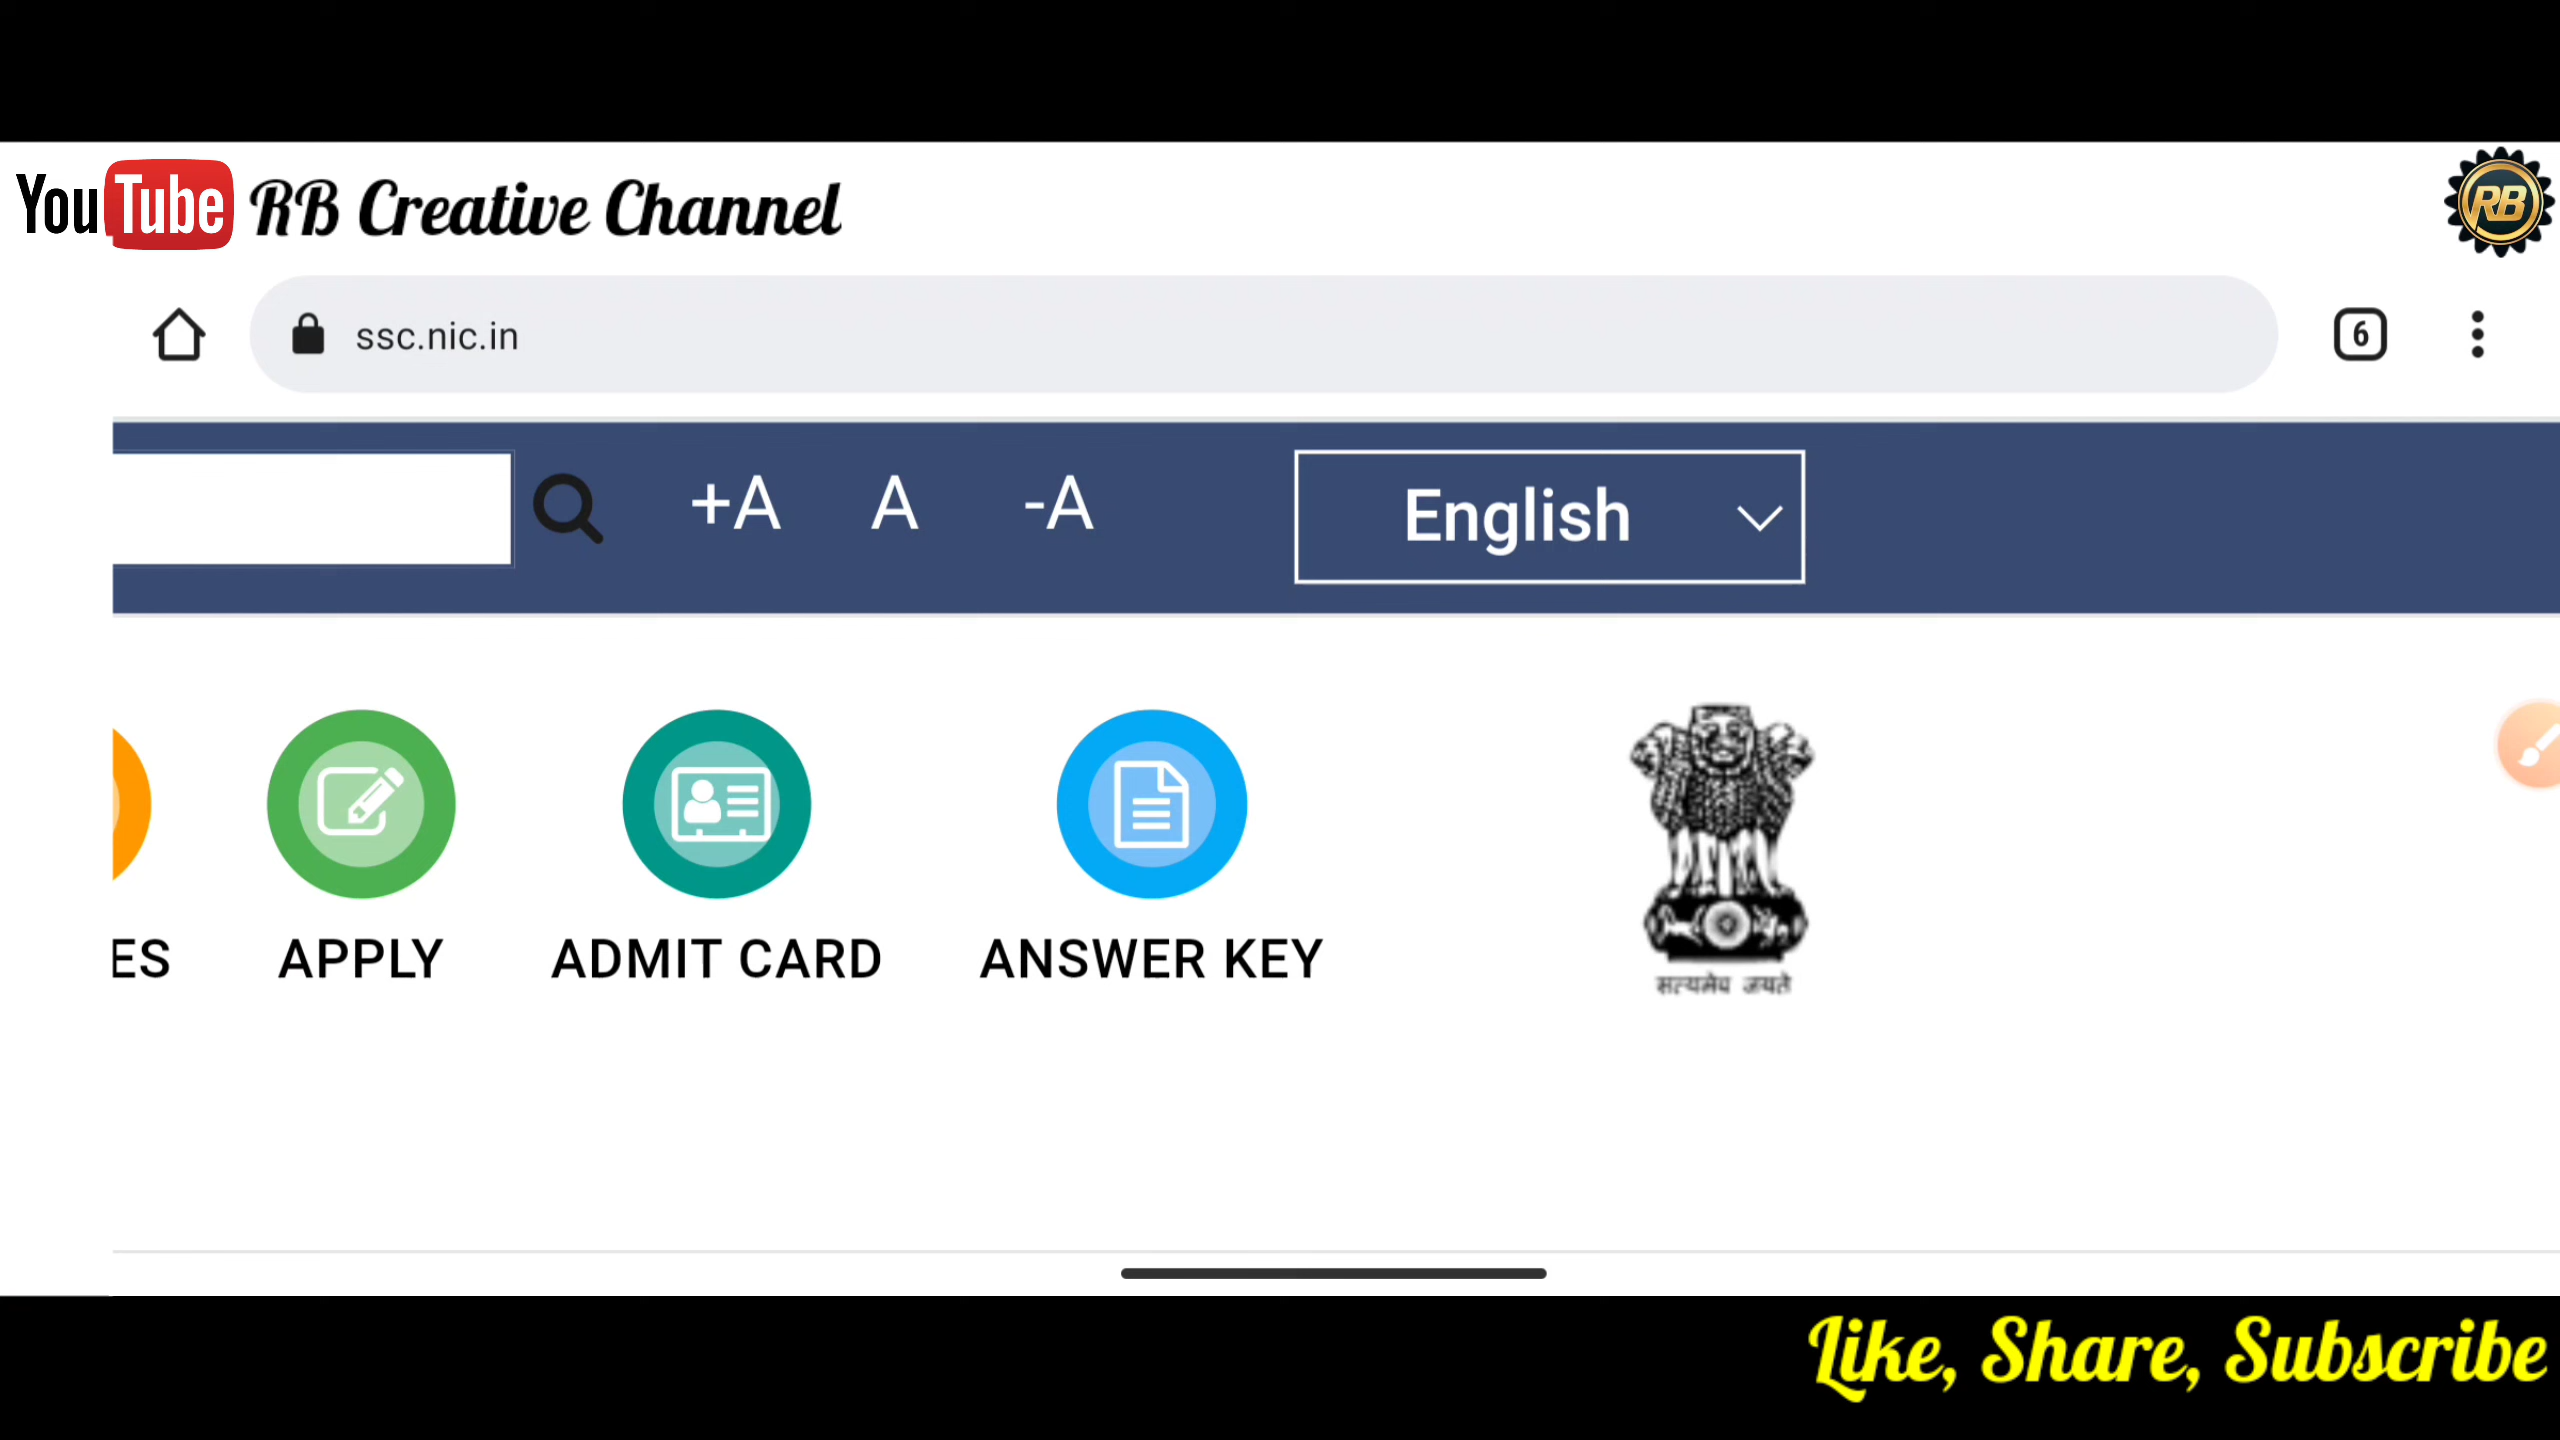 YouTube RB Creative Channel
RB
ssc.nic.in
6
+A A -A
English
ES APPLY ADMIT CARD ANSWER KEY
सत्यमेव जयते
Like, Share, Subscribe